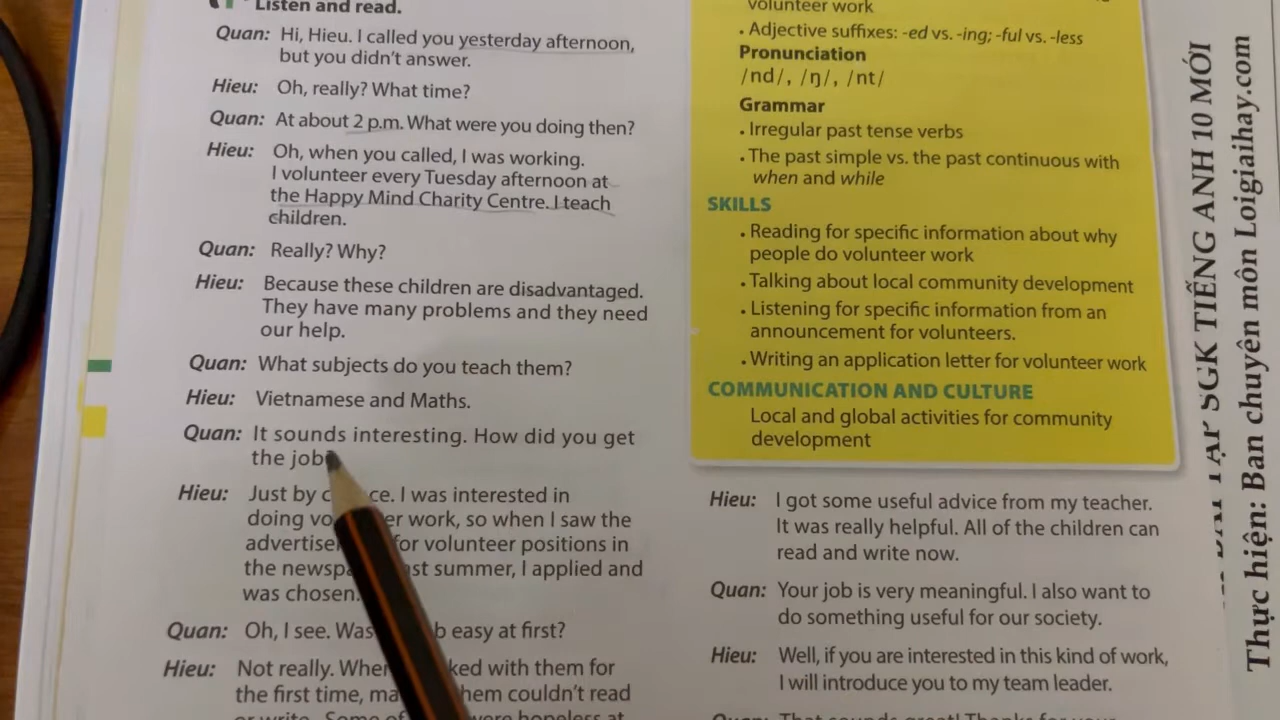 Listen and read.
Quan: Hi, Hieu. I called you yesterday afternoon,
but you didn't answer.
Hieu: Oh, really? What time?
Quan: At about 2 p.m. What were you doing then?
Hieu: Oh, when you called, I was working.
I volunteer every Tuesday afternoon at
the Happy Mind Charity Centre. I teach
children.
Quan: Really? Why?
Hieu: Because these children are disadvantaged.
They have many problems and they need
our help.
Quan: What subjects do you teach them?
Hieu: Vietnamese and Maths.
Quan: It sounds interesting. How did you get
the job
Hieu: Just by I was interested in
doing work, so when I saw the
for volunteer positions in
the summer, I applied and
was chosen.
Quan: Oh, I see. easy at first?
Hieu: Not really. with them for
the first time, couldn't read
or write. Some hopeless at
volunteer work
• Adjective suffixes: -ed vs. -ing; -ful vs. -less
Pronunciation
/nd/, /ŋ/, /nt/
Grammar
• Irregular past tense verbs
• The past simple vs. the past continuous with
when and while
SKILLS
• Reading for specific information about why
people do volunteer work
• Talking about local community development
• Listening for specific information from an
announcement for volunteers.
• Writing an application letter for volunteer work
COMMUNICATION AND CULTURE
Local and global activities for community
development
Hieu: I got some useful advice from my teacher.
It was really helpful. All of the children can
read and write now.
Quan: Your job is very meaningful. I also want to
do something useful for our society.
Hieu: Well, if you are interested in this kind of work,
I will introduce you to my team leader.
Quan: That sounds great! Thanks for your
SGK TIẾNG ANH 10 MỚI
Thực hiện: Ban chuyên môn Loigiaihay.com